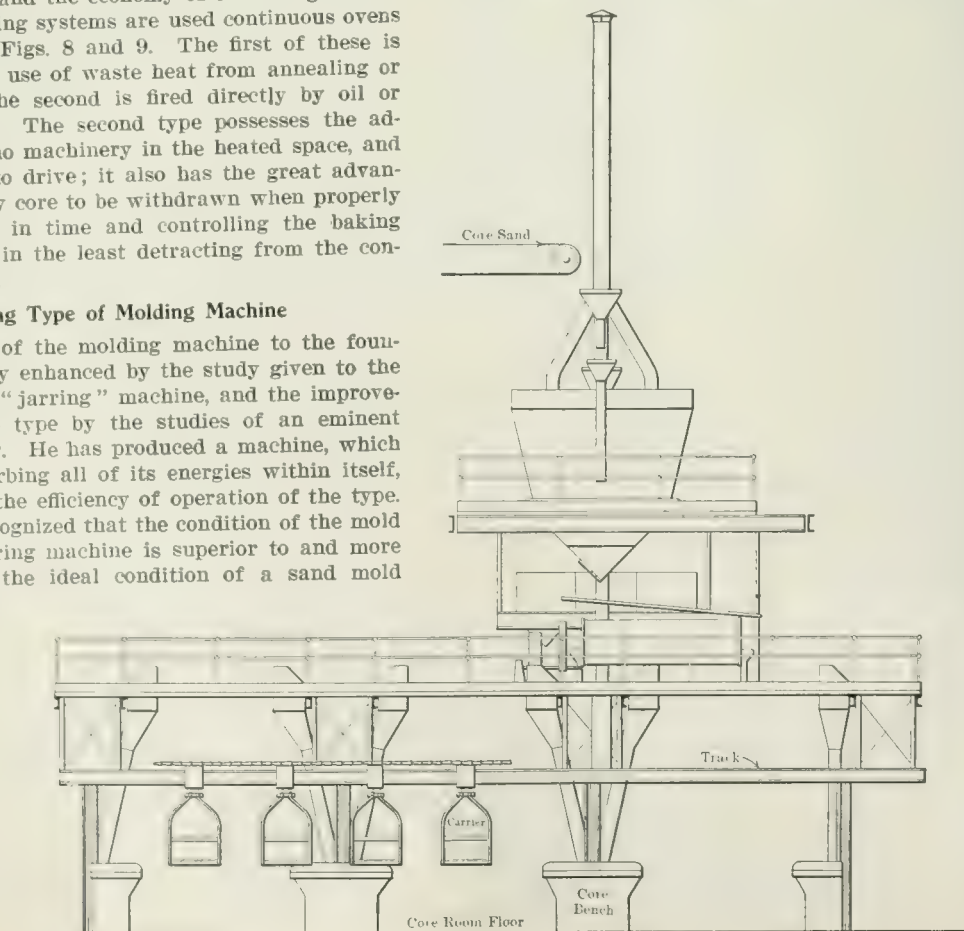 ing systems are used continuous ovens
Figs. 8 and 9. The first of these is
use of waste heat from annealing or
he second is fired directly by oil or
The second type possesses the ad-
no machinery in the heated space, and
to drive; it also has the great advan-
y core to be withdrawn when properly
in time and controlling the baking
in the least detracting from the con-
ng Type of Molding Machine
of the molding machine to the foun-
y enhanced by the study given to the
“jarring” machine, and the improve-
type by the studies of an eminent
r. He has produced a machine, which
rbing all of its energies within itself,
the efficiency of operation of the type.
ognized that the condition of the mold
ring machine is superior to and more
the ideal condition of a sand mold
Core Sand
Track
Carrier
Core
Bench
Core Room Floor